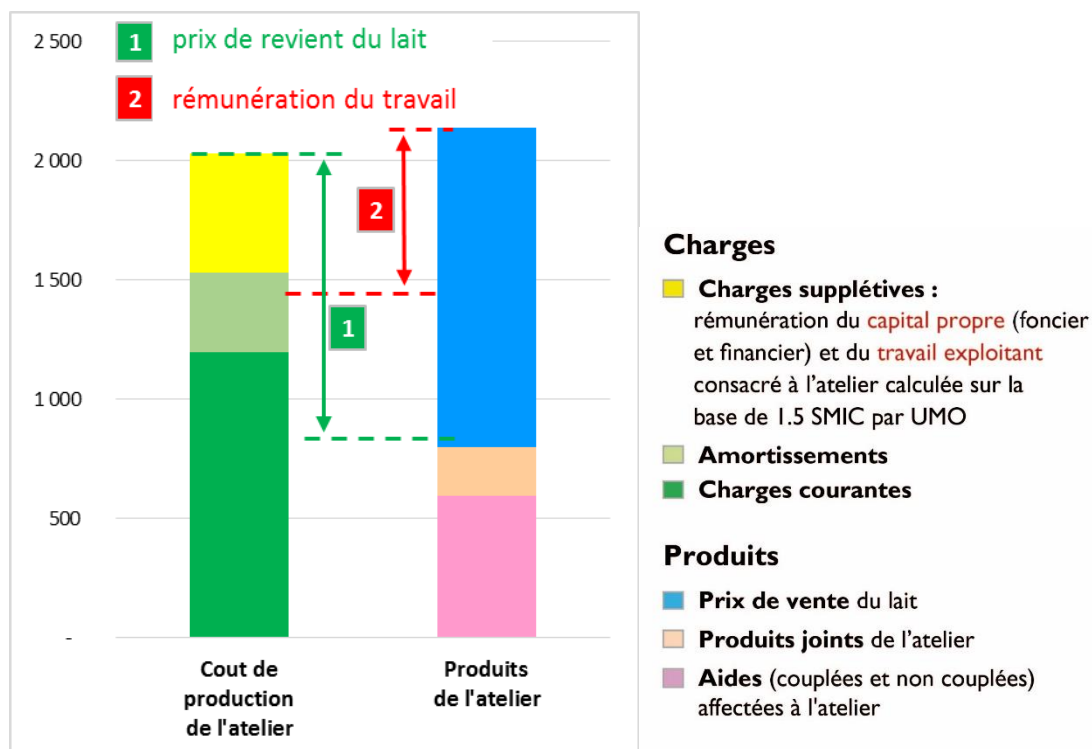 2 500
1 prix de revient du lait
2 rémunération du travail
2 000
2
1 500
1
1 000
500
-
Cout de
production
de l'atelier
Produits
de l'atelier
Charges
Charges supplétives :
rémunération du capital propre (foncier
et financier) et du travail exploitant
consacré à l'atelier calculée sur la
base de 1.5 SMIC par UMO
Amortissements
Charges courantes
Produits
Prix de vente du lait
Produits joints de l'atelier
Aides (couplées et non couplées)
affectées à l'atelier